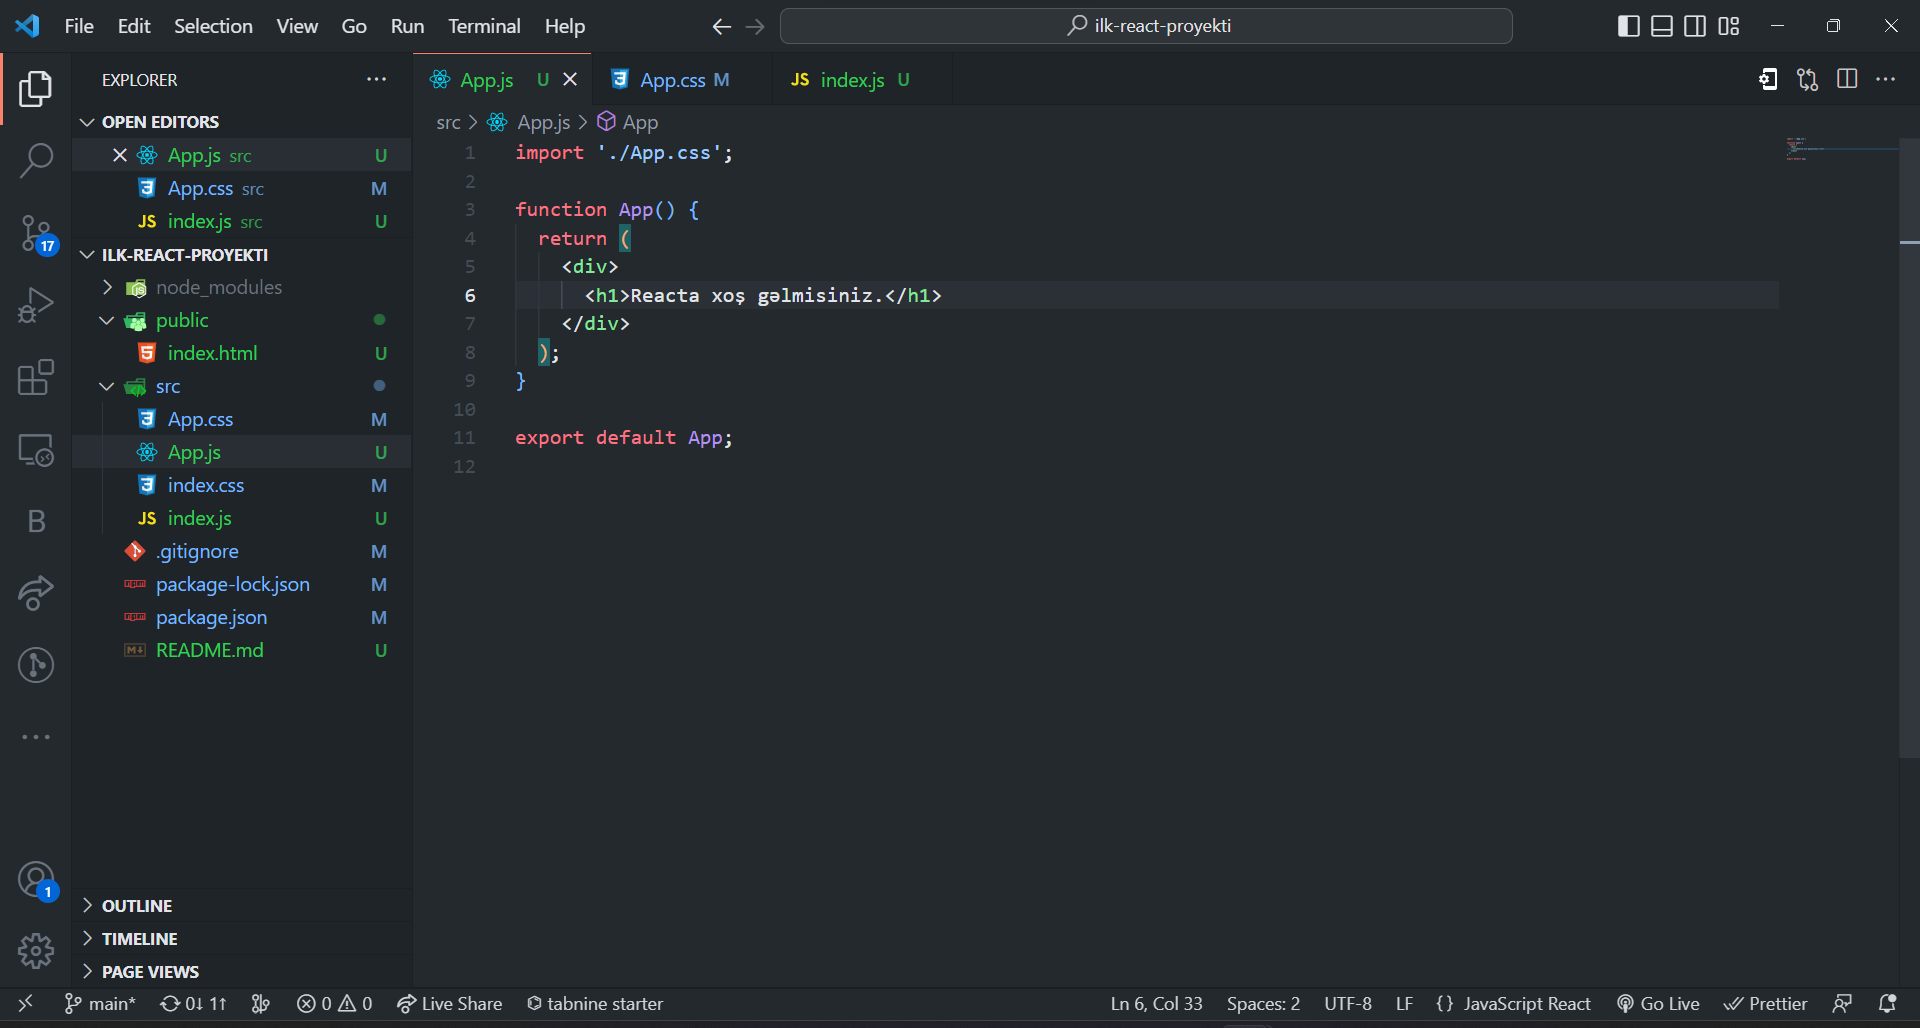 File Edit Selection View Go Run Terminal Help
ilk-react-proyekti
EXPLORER
OPEN EDITORS
App.js src U
App.css src M
index.js src U
ILK-REACT-PROYEKTI
node_modules
public
index.html U
src
App.css M
App.js U
index.css M
index.js U
.gitignore M
package-lock.json M
package.json M
README.md U
OUTLINE
TIMELINE
PAGE VIEWS
17
B
1
App.js U App.css M JS index.js U
src > App.js > App
1 import './App.css';
2
3 function App() {
4 return (
5 <div>
6 <h1>Reacta xoş gəlmisiniz.</h1>
7 </div>
8 );
9 }
10
11 export default App;
12
main* 0↓ 1↑ 0 0 Live Share tabnine starter Ln 6, Col 33 Spaces: 2 UTF-8 LF {} JavaScript React Go Live Prettier